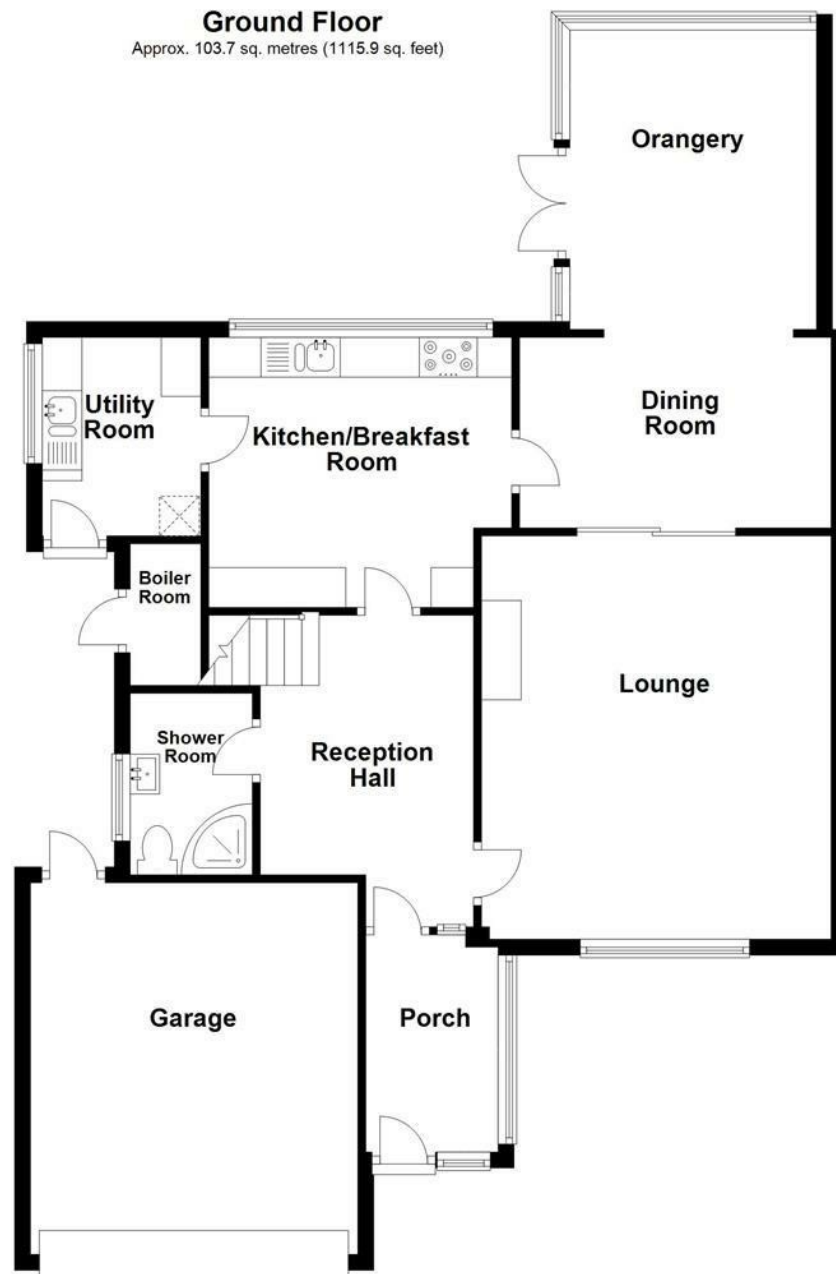 Ground Floor
Approx. 103.7 sq. metres (1115.9 sq. feet)
Orangery
Utility
Room
Kitchen/Breakfast
Room
Dining
Room
Boiler
Room
Lounge
Shower
Room
Reception
Hall
Garage
Porch